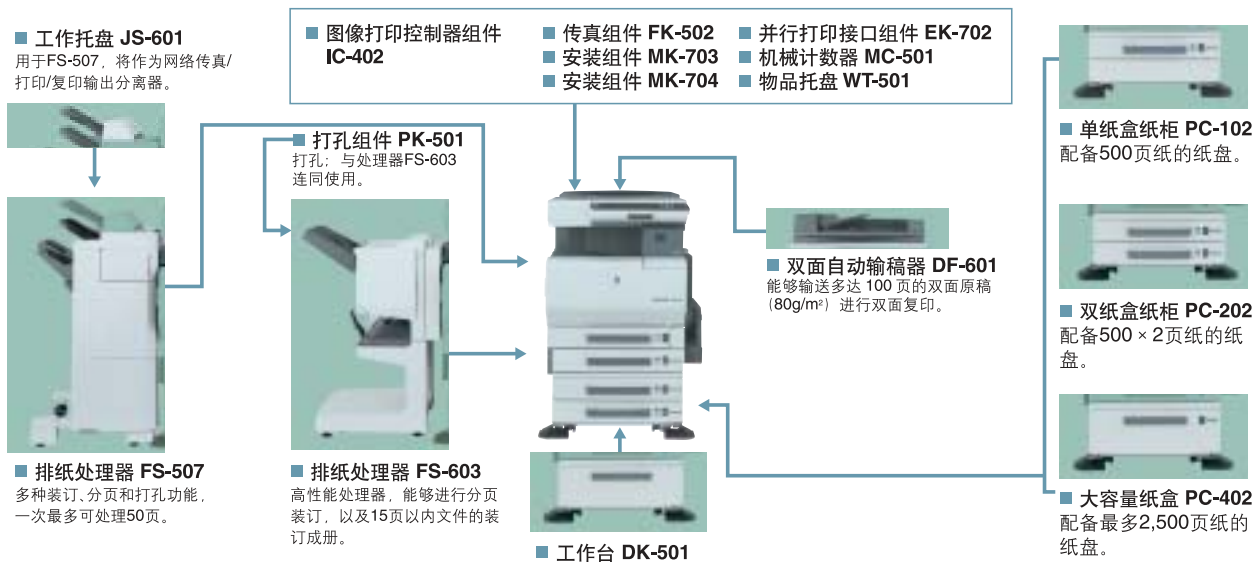 ■ 工作托盘 JS-601
用于FS-507，将作为网络传真/
打印/复印输出分离器。
■ 图像打印控制器组件
IC-402
■ 传真组件 FK-502
■ 安装组件 MK-703
■ 安装组件 MK-704
■ 并行打印接口组件 EK-702
■ 机械计数器 MC-501
■ 物品托盘 WT-501
■ 打孔组件 PK-501
打孔；与处理器FS-603
连同使用。
■ 单纸盒纸柜 PC-102
配备500页纸的纸盘。
■ 双面自动输稿器 DF-601
能够输送多达 100 页的双面原稿
（80g/m²）进行双面复印。
■ 双纸盒纸柜 PC-202
配备500 × 2页纸的纸
盘。
■ 排纸处理器 FS-507
多种装订、分页和打孔功能，
一次最多可处理50页。
■ 排纸处理器 FS-603
高性能处理器，能够进行分页
装订，以及15页以内文件的装
订成册。
■ 工作台 DK-501
■ 大容量纸盒 PC-402
配备最多2,500页纸的
纸盘。